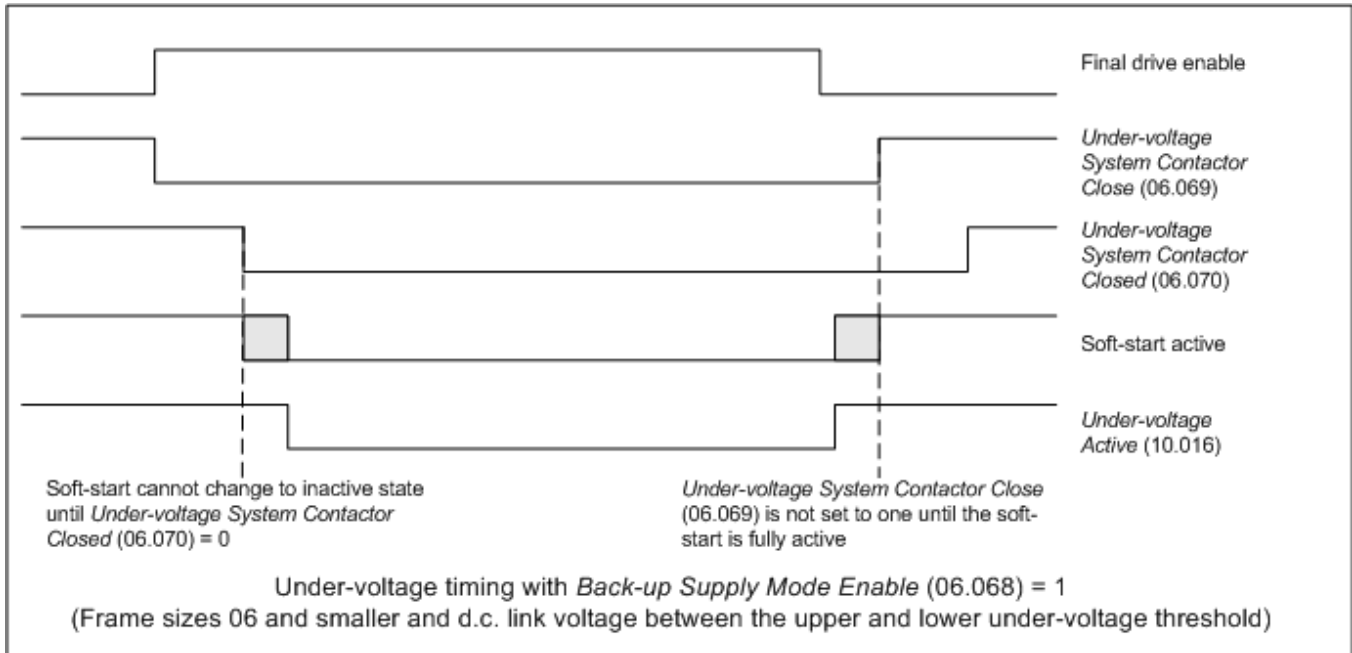 Final drive enable
Under-voltage
System Contactor
Close (06.069)
Under-voltage
System Contactor
Closed (06.070)
Soft-start active
Under-voltage
Active (10.016)
Soft-start cannot change to inactive state
until Under-voltage System Contactor
Closed (06.070) = 0
Under-voltage System Contactor Close
(06.069) is not set to one until the soft-
start is fully active
Under-voltage timing with Back-up Supply Mode Enable (06.068) = 1
(Frame sizes 06 and smaller and d.c. link voltage between the upper and lower under-voltage threshold)